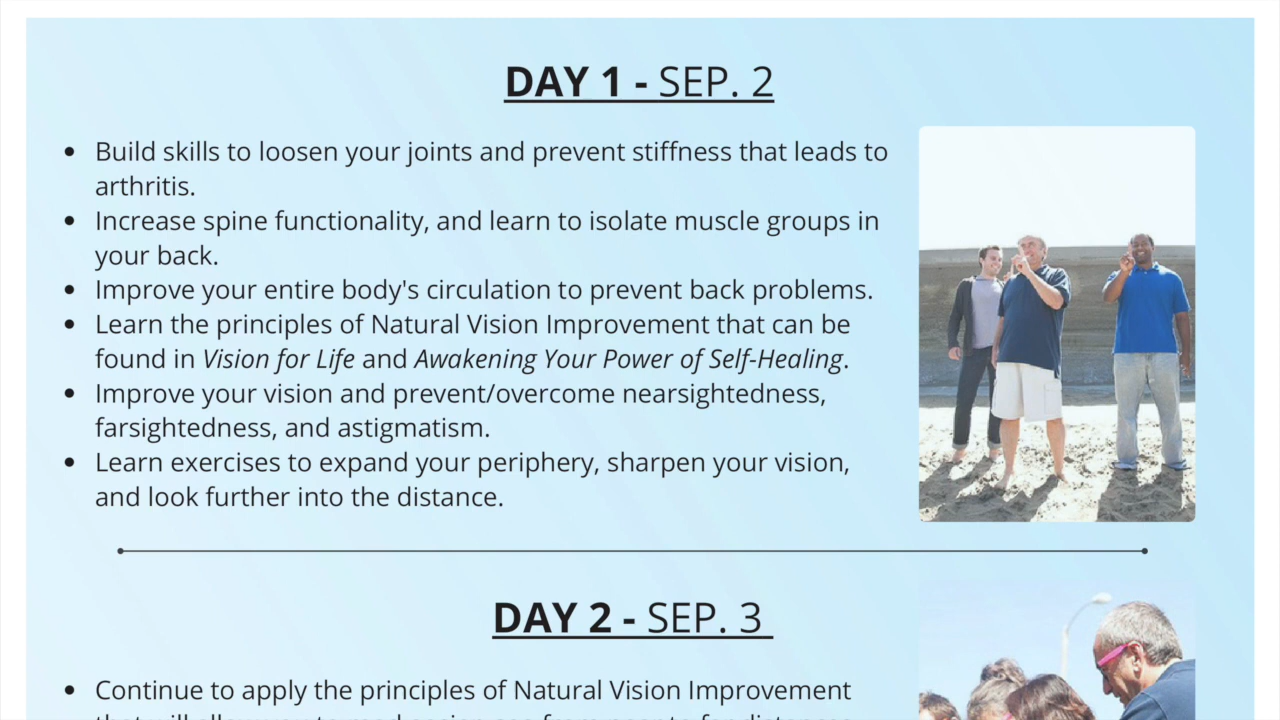 DAY 1 - SEP. 2
• Build skills to loosen your joints and prevent stiffness that leads to
arthritis.
• Increase spine functionality, and learn to isolate muscle groups in
your back.
• Improve your entire body's circulation to prevent back problems.
• Learn the principles of Natural Vision Improvement that can be
found in Vision for Life and Awakening Your Power of Self-Healing.
• Improve your vision and prevent/overcome nearsightedness,
farsightedness, and astigmatism.
• Learn exercises to expand your periphery, sharpen your vision,
and look further into the distance.
DAY 2 - SEP. 3
• Continue to apply the principles of Natural Vision Improvement